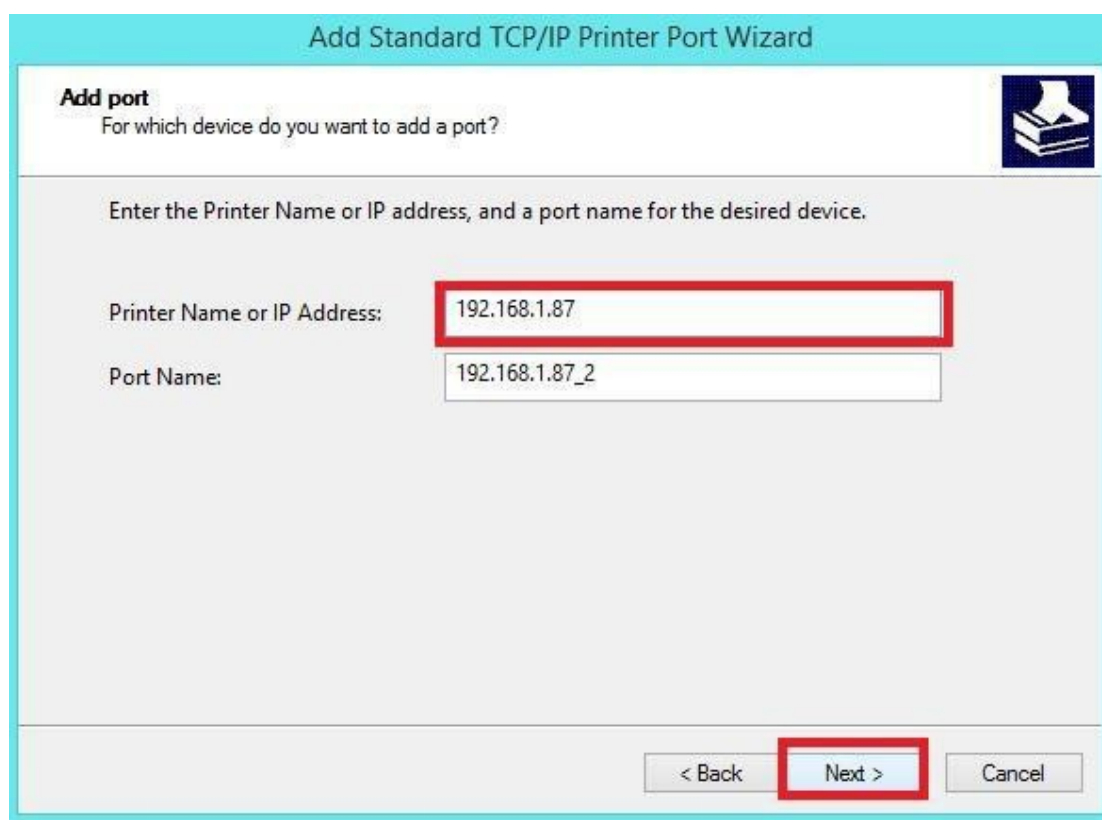 Add Standard TCP/IP Printer Port Wizard
Add port
For which device do you want to add a port?
Enter the Printer Name or IP address, and a port name for the desired device.
Printer Name or IP Address: 192.168.1.87
Port Name: 192.168.1.87_2
< Back Next > Cancel